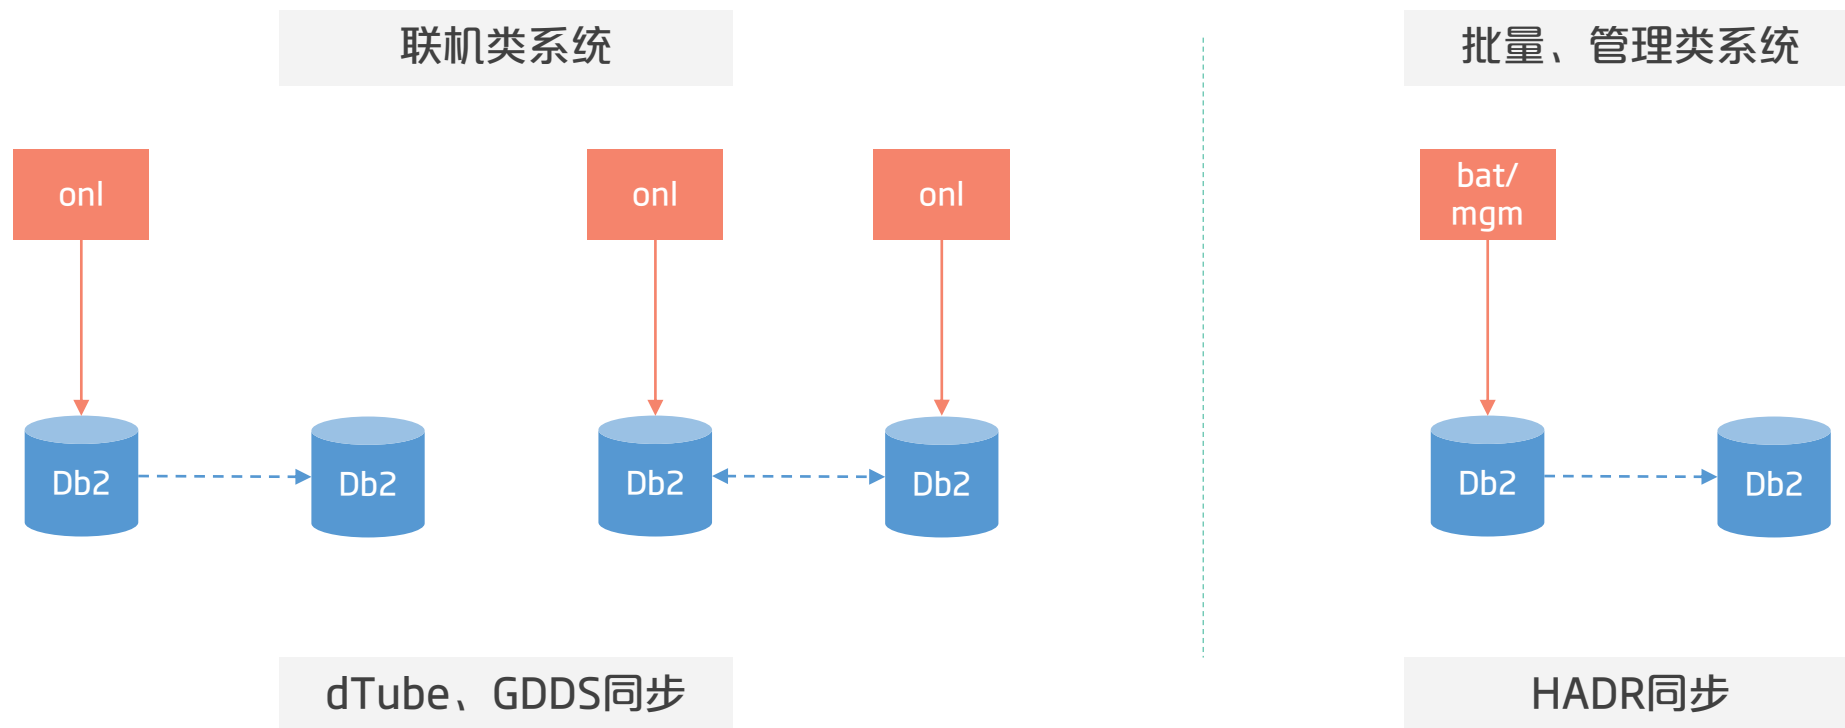 联机类系统
批量、管理类系统
onl
onl
onl
bat/
mgm
Db2
Db2
Db2
Db2
Db2
Db2
dTube、GDDS同步
HADR同步